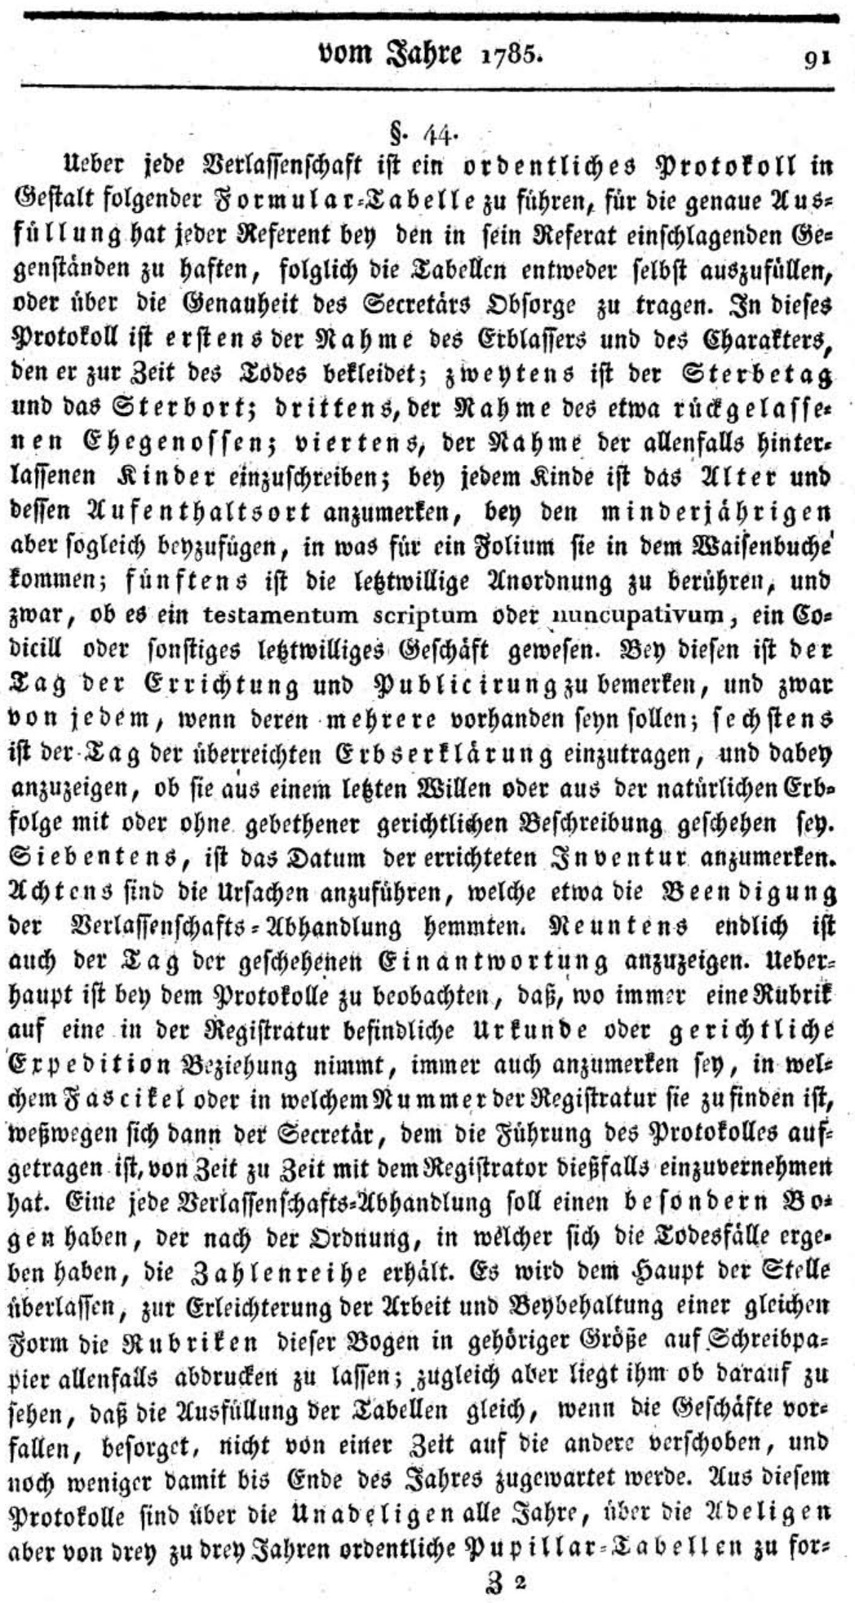 vom Jahre 1785. 91
§. 44.
Ueber jede Verlassenschaft ist ein ordentliches Protokoll in
Gestalt folgender Formular-Tabelle zu führen, für die genaue Aus-
füllung hat jeder Referent bey den in sein Referat einschlagenden Ge-
genständen zu haften, folglich die Tabellen entweder selbst auszufüllen,
oder über die Genauheit des Secretärs Obsorge zu tragen. In dieses
Protokoll ist erstens der Nahme des Erblassers und des Charakters,
den er zur Zeit des Todes bekleidet; zweytens ist der Sterbetag
und das Sterbort; drittens, der Nahme des etwa rückgelasse-
nen Ehegenossen; viertens, der Nahme der allenfalls hinter-
lassenen Kinder einzuschreiben; bey jedem Kinde ist das Alter und
dessen Aufenthaltsort anzumerken, bey den minderjährigen
aber sogleich beyzufügen, in was für ein Folium sie in dem Waisenbuche
kommen; fünftens ist die letztwillige Anordnung zu berühren, und
zwar, ob es ein testamentum scriptum oder nuncupativum, ein Co-
dicill oder sonstiges letztwilliges Geschäft gewesen. Bey diesen ist der
Tag der Errichtung und Publicirung zu bemerken, und zwar
von jedem, wenn deren mehrere vorhanden seyn sollen; sechstens
ist der Tag der überreichten Erbserklärung einzutragen, und dabey
anzuzeigen, ob sie aus einem letzten Willen oder aus der natürlichen Erb-
folge mit oder ohne gebethener gerichtlichen Beschreibung geschehen sey.
Siebentens, ist das Datum der errichteten Inventur anzumerken.
Achtens sind die Ursachen anzuführen, welche etwa die Beendigung
der Verlassenschafts-Abhandlung hemmten. Neuntens endlich ist
auch der Tag der geschehenen Einantwortung anzuzeigen. Ueber-
haupt ist bey dem Protokolle zu beobachten, daß, wo immer eine Rubrik
auf eine in der Registratur befindliche Urkunde oder gerichtliche
Expedition Beziehung nimmt, immer auch anzumerken sey, in wel-
chem Fascikel oder in welchem Nummer der Registratur sie zu finden ist,
weßwegen sich dann der Secretär, dem die Führung des Protokolles auf-
getragen ist, von Zeit zu Zeit mit dem Registrator dießfalls einzuvernehmen
hat. Eine jede Verlassenschafts-Abhandlung soll einen besondern Bo-
gen haben, der nach der Ordnung, in welcher sich die Todesfälle erge-
ben haben, die Zahlenreihe erhält. Es wird dem Haupt der Stelle
überlassen, zur Erleichterung der Arbeit und Beybehaltung einer gleichen
Form die Rubriken dieser Bogen in gehöriger Größe auf Schreibpa-
pier allenfalls abdrucken zu lassen; zugleich aber liegt ihm ob darauf zu
sehen, daß die Ausfüllung der Tabellen gleich, wenn die Geschäfte vor-
fallen, besorget, nicht von einer Zeit auf die andere verschoben, und
noch weniger damit bis Ende des Jahres zugewartet werde. Aus diesem
Protokolle sind über die Unadeligen alle Jahre, über die Adeligen
aber von drey zu drey Jahren ordentliche Pupillar-Tabellen zu for-
Z 2